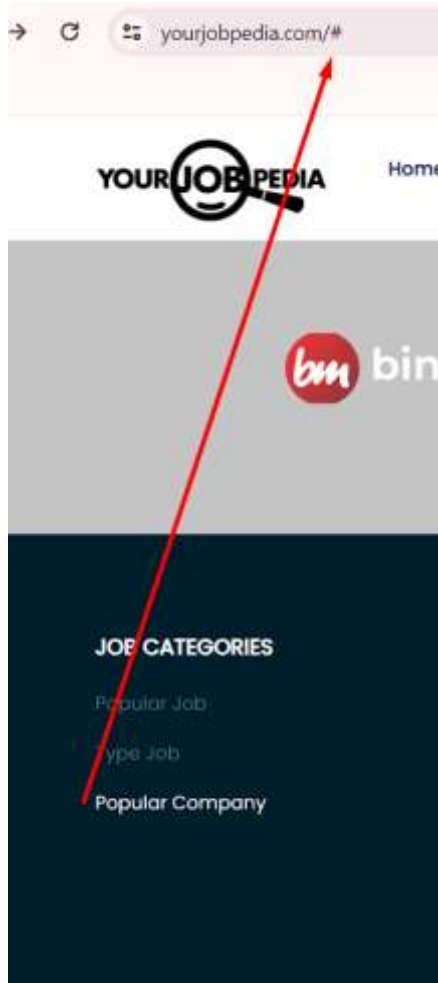 yourjobpedia.com/#
YOUR JOB PEDIA
Home
bm bin
JOB CATEGORIES
Popular Job
Type Job
Popular Company